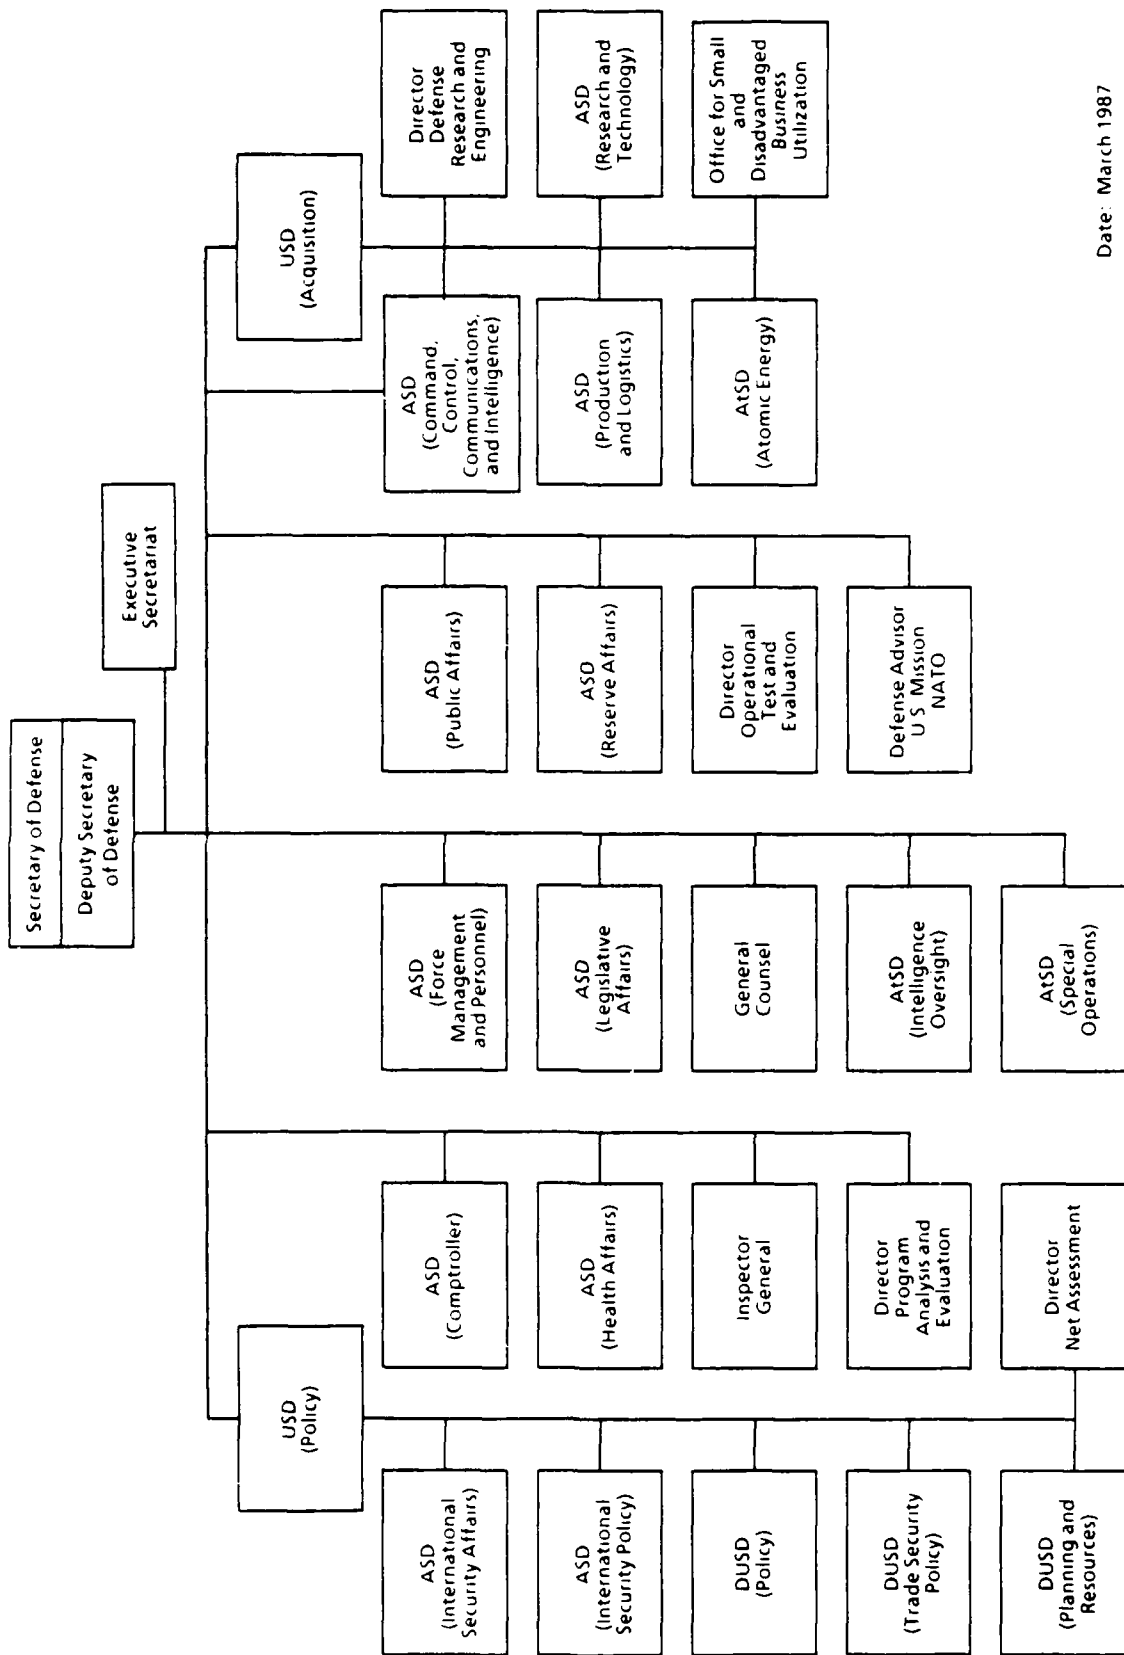 Secretary of Defense
Deputy Secretary
of Defense
Executive
Secretariat
USD
(Policy)
USD
(Acquisition)
ASD
(International
Security Affairs)
ASD
(International
Security Policy)
DUSD
(Policy)
DUSD
(Trade Security
Policy)
DUSD
(Planning and
Resources)
ASD
(Comptroller)
ASD
(Health Affairs)
Inspector
General
Director
Program
Analysis and
Evaluation
Director
Net Assessment
ASD
(Force
Management
and Personnel)
ASD
(Legislative
Affairs)
General
Counsel
AtSD
(Intelligence
Oversight)
AtSD
(Special
Operations)
ASD
(Public Affairs)
ASD
(Reserve Affairs)
Director
Operational
Test and
Evaluation
Defense Advisor
U S Mission
NATO
ASD
(Command,
Control,
Communications,
and Intelligence)
ASD
(Production
and Logistics)
AtSD
(Atomic Energy)
Director
Defense
Research and
Engineering
ASD
(Research and
Technology)
Office for Small
and
Disadvantaged
Business
Utilization
Date: March 1987